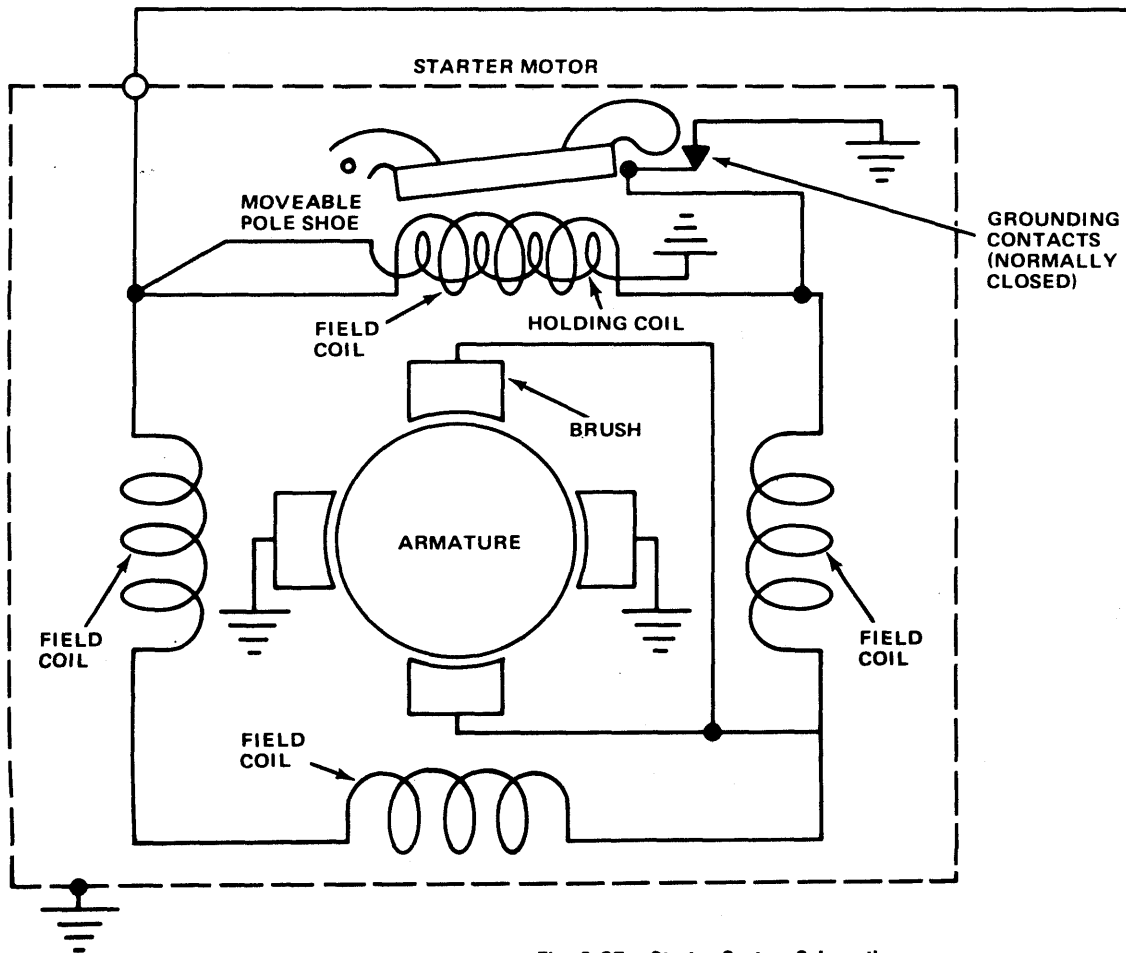 STARTER MOTOR
MOVEABLE
POLE SHOE
GROUNDING
CONTACTS
(NORMALLY
CLOSED)
FIELD
COIL
HOLDING COIL
BRUSH
ARMATURE
FIELD
COIL
FIELD
COIL
FIELD
COIL